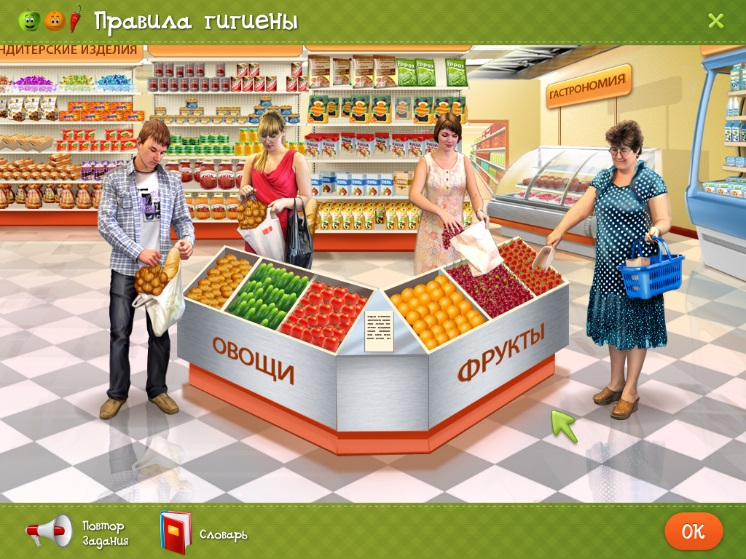 Правила гигиены
НДИТЕРСКИЕ ИЗДЕЛИЯ
ГАСТРОНОМИЯ
ОВОЩИ
ФРУКТЫ
Повтор
Задания
Словарь
ОК